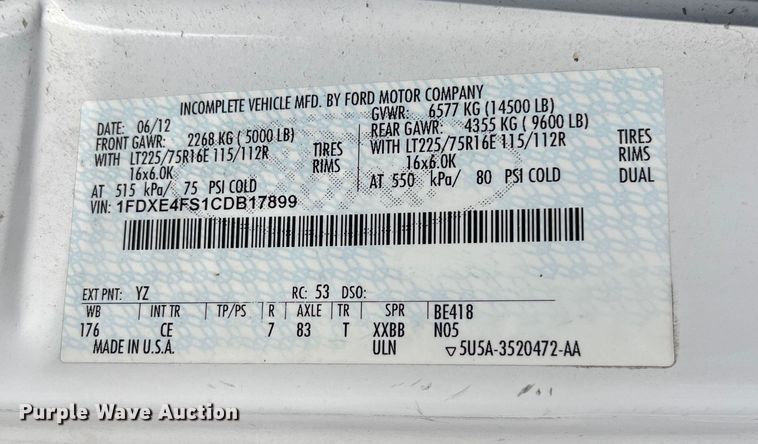 INCOMPLETE VEHICLE MFD. BY FORD MOTOR COMPANY
DATE: 06/12 GVWR: 6577 KG (14500 LB)
FRONT GAWR: 2268 KG ( 5000 LB) REAR GAWR: 4355 KG ( 9600 LB)
WITH LT225/75R16E 115/112R TIRES WITH LT225/75R16E 115/112R TIRES
16x6.0K RIMS 16x6.0K RIMS
AT 515 kPa/ 75 PSI COLD AT 550 kPa/ 80 PSI COLD DUAL
VIN: 1FDXE4FS1CDB17899
EXT PNT: YZ RC: 53 DSO:
WB INT TR TP/PS R AXLE TR SPR BE418
176 CE 7 83 T XXBB N05
MADE IN U.S.A. ULN ▽5U5A-3520472-AA
Purple Wave Auction